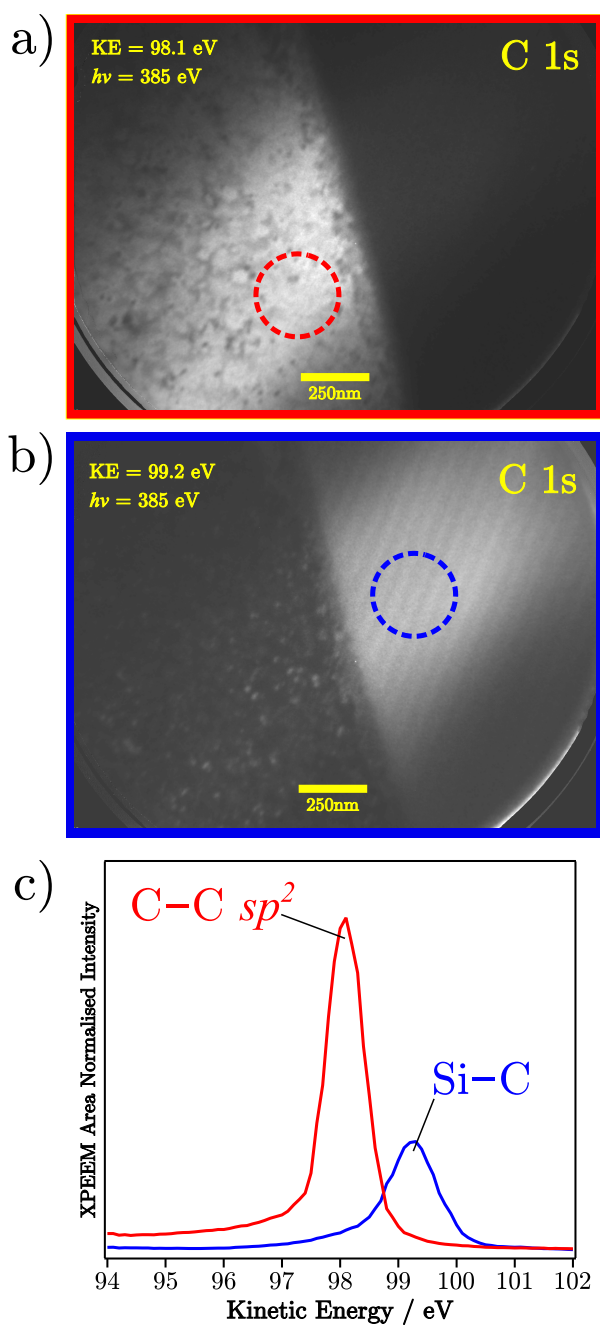 a)
KE = 98.1 eV
hν = 385 eV
C 1s
250nm
b)
KE = 99.2 eV
hν = 385 eV
C 1s
250nm
c)
XPEEM Area Normalised Intensity
C–C sp²
Si–C
94 95 96 97 98 99 100 101 102
Kinetic Energy / eV